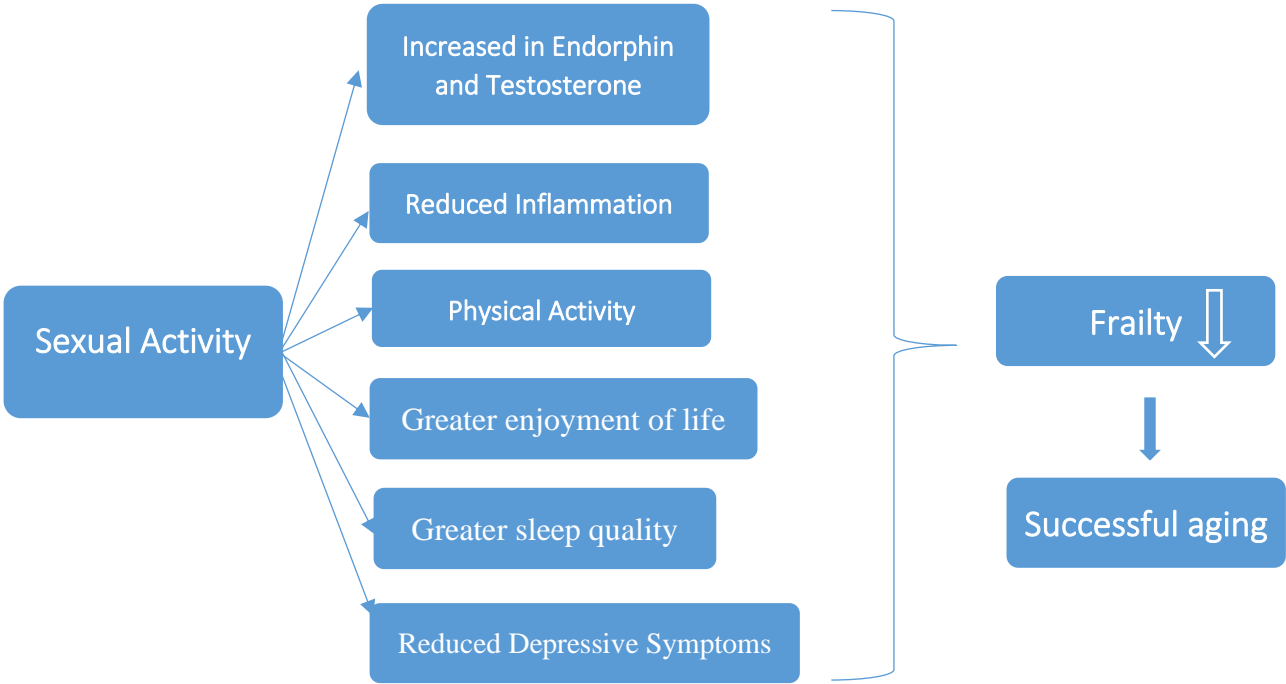 Increased in Endorphin
and Testosterone
Reduced Inflammation
Physical Activity
Sexual Activity
Greater enjoyment of life
Greater sleep quality
Reduced Depressive Symptoms
Frailty
Successful aging